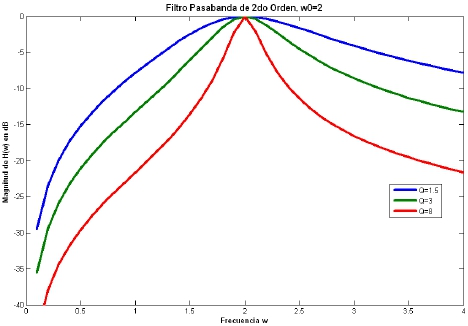 Filtro Pasabanda de 2do Orden, w0=2
Magnitud de H(w) en dB
0
-5
-10
-15
-20
-25
-30
-35
-40
Q=1.5
Q=3
Q=8
0 0.5 1 1.5 2 2.5 3 3.5 4
Frecuencia w